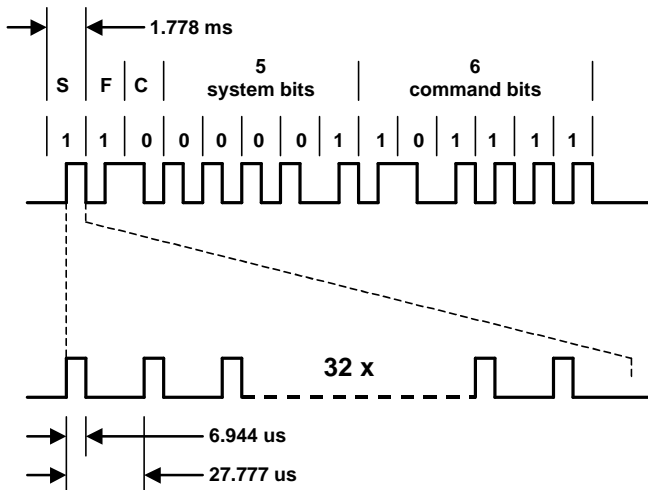 1.778 ms
S F C 5 system bits 6 command bits
1 1 0 0 0 0 0 1 1 0 1 1 1 1
32 x
6.944 us
27.777 us